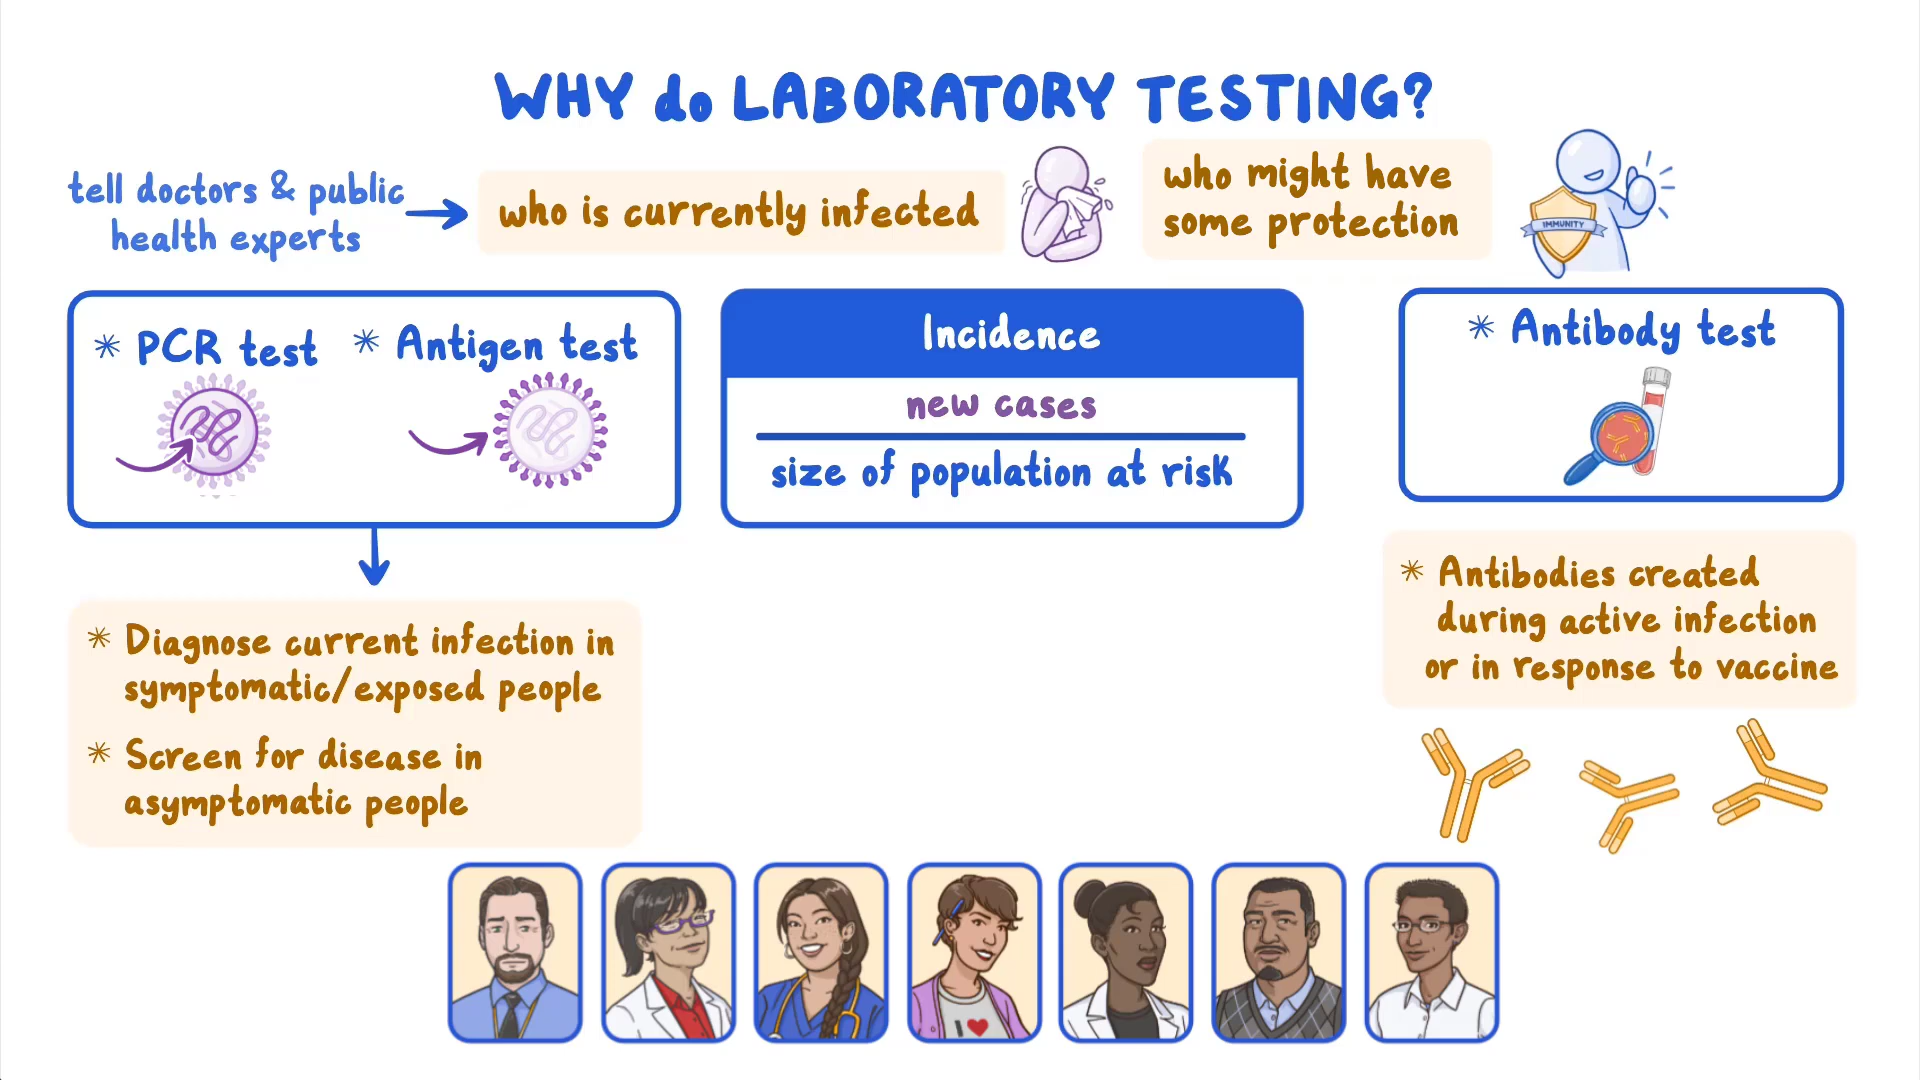 WHY do LABORATORY TESTING?
tell doctors & public
health experts
who is currently infected
who might have
some protection
IMMUNITY
* PCR test
* Antigen test
Incidence
new cases
size of population at risk
* Antibody test
* Diagnose current infection in
symptomatic/exposed people
* Screen for disease in
asymptomatic people
* Antibodies created
during active infection
or in response to vaccine
I